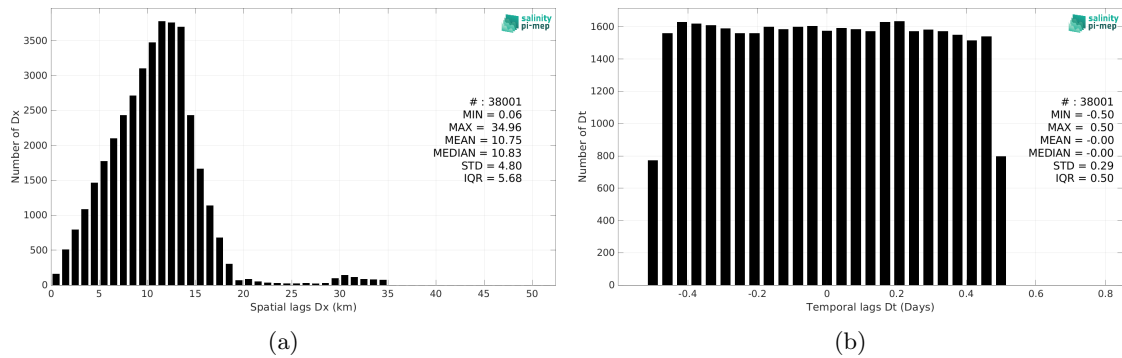 3500
3000
2500
2000
1500
1000
500
0
Number of Dx
0 5 10 15 20 25 30 35 40 45 50
Spatial lags Dx (km)
salinity
pi-mep
# : 38001
MIN = 0.06
MAX = 34.96
MEAN = 10.75
MEDIAN = 10.83
STD = 4.80
IQR = 5.68
(a)
1600
1400
1200
1000
800
600
400
200
0
Number of Dt
-0.4 -0.2 0 0.2 0.4 0.6 0.8
Temporal lags Dt (Days)
salinity
pi-mep
# : 38001
MIN = -0.50
MAX = 0.50
MEAN = -0.00
MEDIAN = -0.00
STD = 0.29
IQR = 0.50
(b)